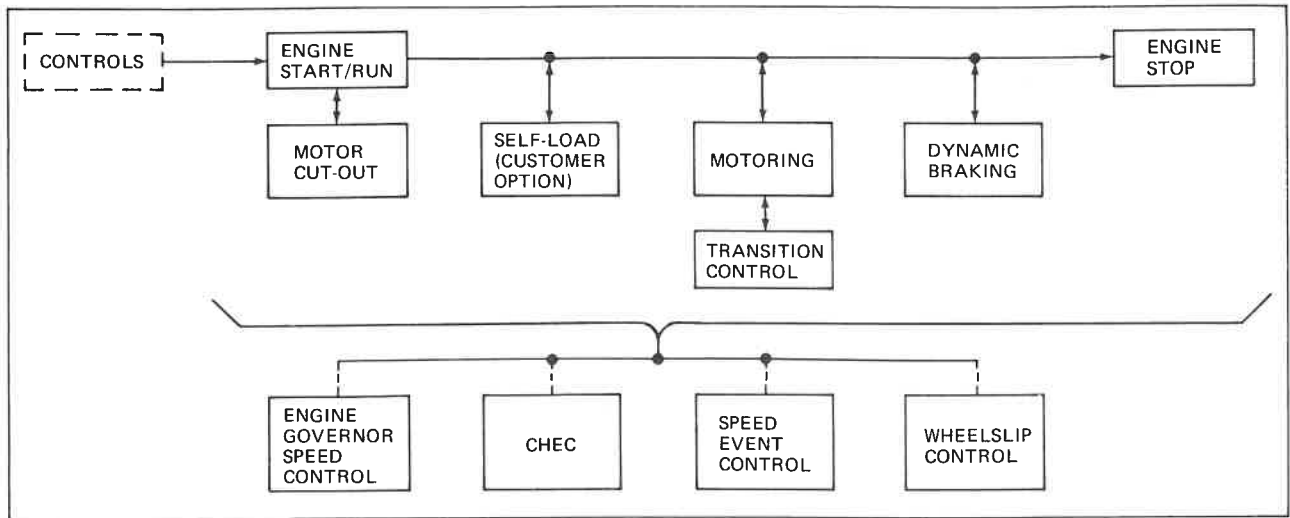 CONTROLS
ENGINE
START/RUN
ENGINE
STOP
MOTOR
CUT-OUT
SELF-LOAD
(CUSTOMER
OPTION)
MOTORING
DYNAMIC
BRAKING
TRANSITION
CONTROL
ENGINE
GOVERNOR
SPEED
CONTROL
CHEC
SPEED
EVENT
CONTROL
WHEELSLIP
CONTROL